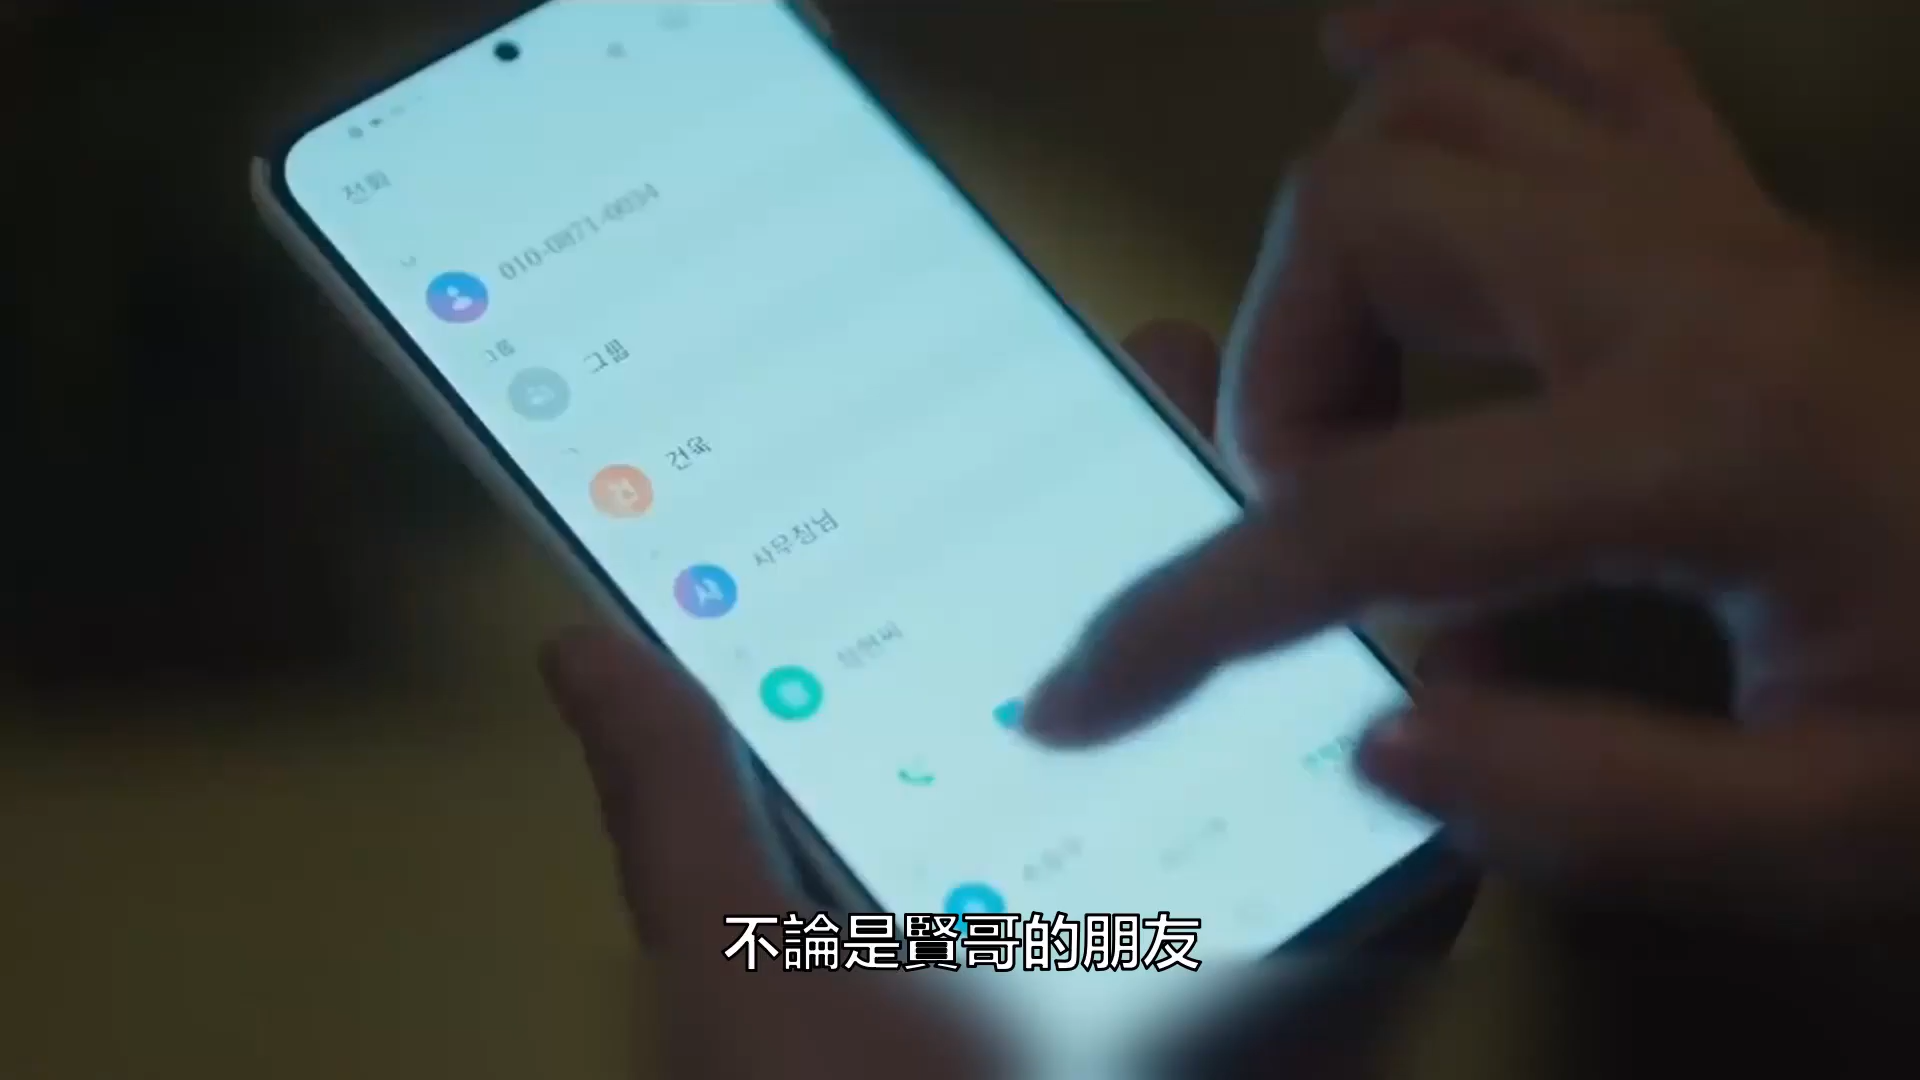 전화
010-0871-0034
그룹
그룹
건욱
사무장님
不論是賢哥的朋友